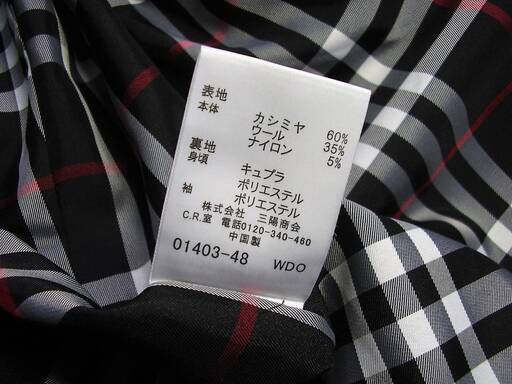 表地
本体 カシミヤ 60%
ウール 35%
ナイロン 5%
裏地
身頃 キュプラ
ポリエステル
袖 ポリエステル
株式会社 三陽商会
C.R.室 電話0120-340-460
中国製
01403-48 WDO